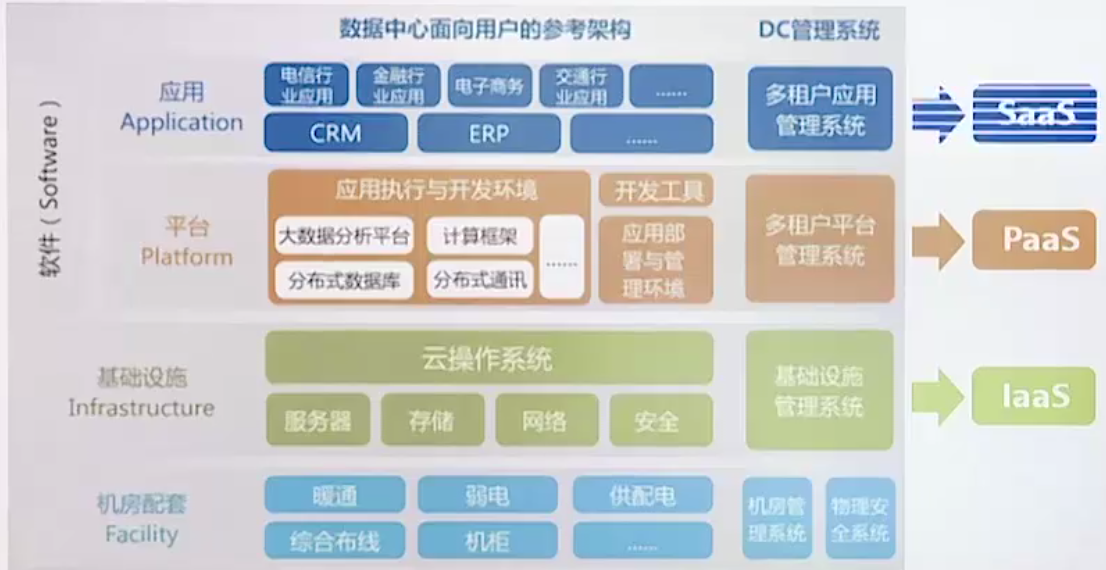 数据中心面向用户的参考架构
DC管理系统
软件（Software）
应用
Application
电信行
业应用
金融行
业应用
电子商务
交通行
业应用
……
CRM
ERP
……
多租户应用
管理系统
SaaS
平台
Platform
应用执行与开发环境
大数据分析平台
计算框架
分布式数据库
分布式通讯
……
开发工具
应用部
署与管
理环境
多租户平台
管理系统
PaaS
基础设施
Infrastructure
云操作系统
服务器
存储
网络
安全
基础设施
管理系统
IaaS
机房配套
Facility
暖通
弱电
供配电
综合布线
机柜
……
机房管
理系统
物理安
全系统